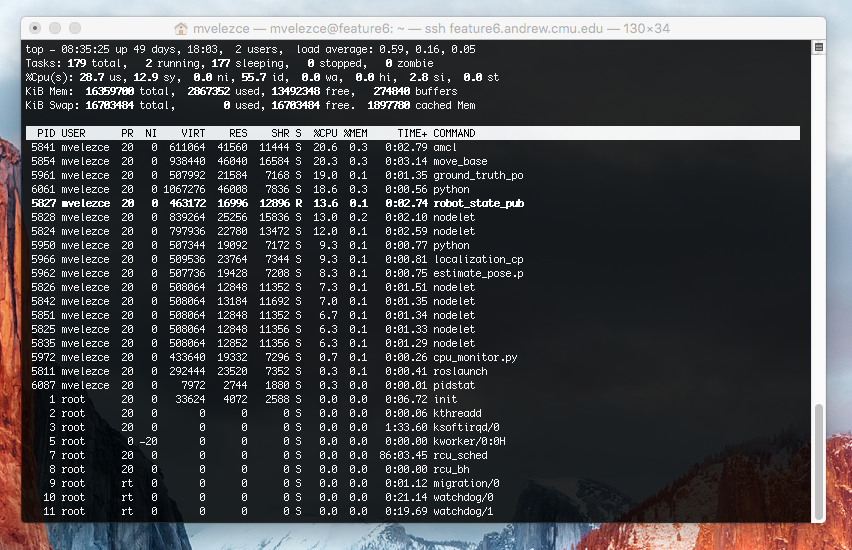 mvelezce — mvelezce@feature6: ~ — ssh feature6.andrew.cmu.edu — 130×34
top - 08:35:25 up 49 days, 18:03,  2 users,  load average: 0.59, 0.16, 0.05
Tasks: 179 total,   2 running, 177 sleeping,   0 stopped,   0 zombie
%Cpu(s): 28.7 us, 12.9 sy,  0.0 ni, 55.7 id,  0.0 wa,  0.0 hi,  2.8 si,  0.0 st
KiB Mem:  16359700 total,  2867352 used, 13492348 free,   274840 buffers
KiB Swap: 16703484 total,        0 used, 16703484 free.  1897780 cached Mem
PID USER      PR  NI    VIRT    RES    SHR S  %CPU %MEM     TIME+ COMMAND
5841 mvelezce  20   0  611064  41560  11444 S  20.6  0.3   0:02.79 amcl
5854 mvelezce  20   0  938440  46040  16584 S  20.3  0.3   0:03.14 move_base
5961 mvelezce  20   0  507992  21584   7168 S  19.0  0.1   0:01.35 ground_truth_po
6061 mvelezce  20   0 1067276  46008   7836 S  18.6  0.3   0:00.56 python
5827 mvelezce  20   0  463172  16996  12896 R  13.6  0.1   0:02.74 robot_state_pub
5828 mvelezce  20   0  839264  25256  15836 S  13.0  0.2   0:02.10 nodelet
5824 mvelezce  20   0  797936  22780  13472 S  12.0  0.1   0:02.59 nodelet
5950 mvelezce  20   0  507344  19092   7172 S   9.3  0.1   0:00.77 python
5966 mvelezce  20   0  509536  23764   7344 S   9.3  0.1   0:00.81 localization_cp
5962 mvelezce  20   0  507736  19428   7208 S   8.3  0.1   0:00.75 estimate_pose.p
5826 mvelezce  20   0  508064  12848  11352 S   7.3  0.1   0:01.51 nodelet
5842 mvelezce  20   0  508064  13184  11692 S   7.0  0.1   0:01.35 nodelet
5851 mvelezce  20   0  508064  12848  11352 S   6.7  0.1   0:01.34 nodelet
5825 mvelezce  20   0  508064  12848  11356 S   6.3  0.1   0:01.33 nodelet
5835 mvelezce  20   0  508064  12852  11356 S   6.3  0.1   0:01.29 nodelet
5972 mvelezce  20   0  433640  19332   7296 S   0.7  0.1   0:00.26 cpu_monitor.py
5811 mvelezce  20   0  292444  23520   7352 S   0.3  0.1   0:00.41 roslaunch
6087 mvelezce  20   0    7972   2744   1880 S   0.3  0.0   0:00.01 pidstat
1 root      20   0   33624   4072   2588 S   0.0  0.0   0:06.72 init
2 root      20   0       0      0      0 S   0.0  0.0   0:00.06 kthreadd
3 root      20   0       0      0      0 S   0.0  0.0   1:33.60 ksoftirqd/0
5 root       0 -20       0      0      0 S   0.0  0.0   0:00.00 kworker/0:0H
7 root      20   0       0      0      0 S   0.0  0.0  86:03.45 rcu_sched
8 root      20   0       0      0      0 S   0.0  0.0   0:00.00 rcu_bh
9 root      rt   0       0      0      0 S   0.0  0.0   0:01.12 migration/0
10 root      rt   0       0      0      0 S   0.0  0.0   0:21.14 watchdog/0
11 root      rt   0       0      0      0 S   0.0  0.0   0:19.69 watchdog/1